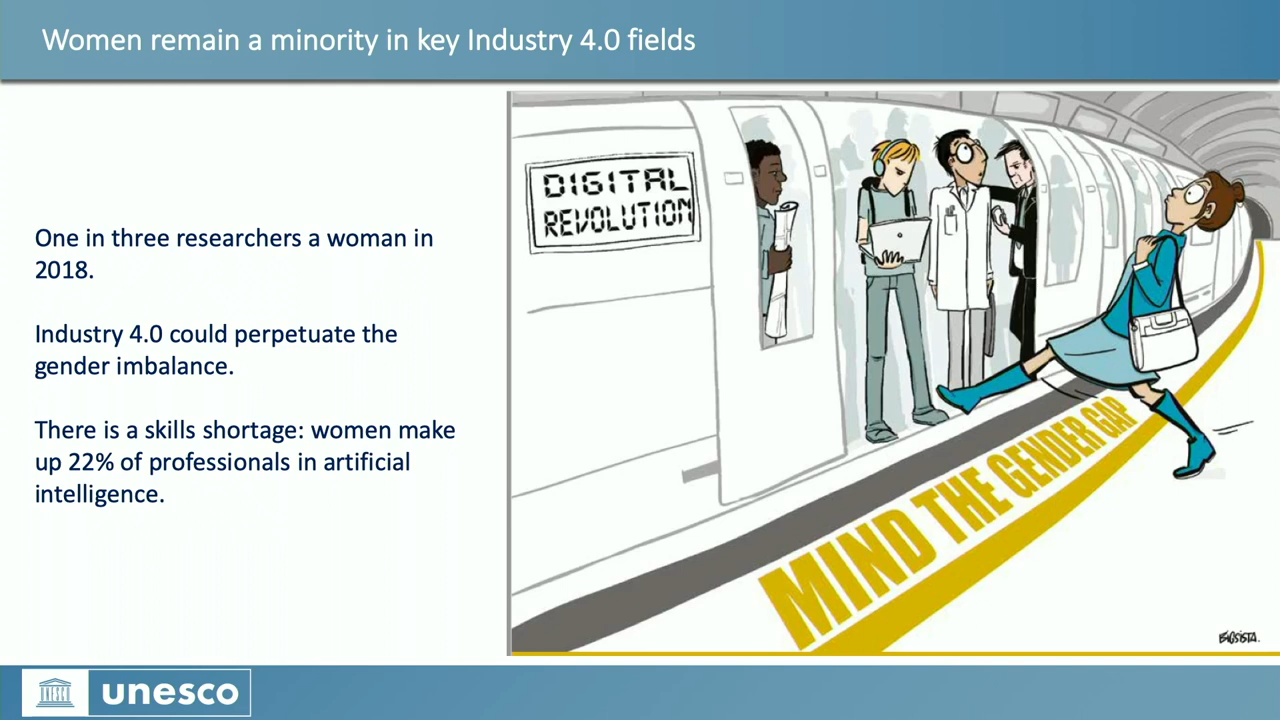 Women remain a minority in key Industry 4.0 fields
One in three researchers a woman in
2018.
Industry 4.0 could perpetuate the
gender imbalance.
There is a skills shortage: women make
up 22% of professionals in artificial
intelligence.
DIGITAL
REVOLUTION
MIND THE GENDER GAP
BIGSISTA.
UNESCO
unesco